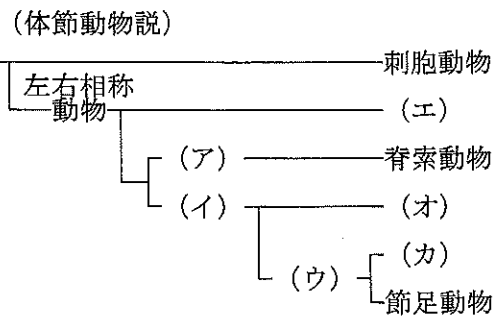 (体節動物説)
刺胞動物
左右相称
動物
(エ)
(ア)
脊索動物
(イ)
(オ)
(カ)
(ウ)
節足動物